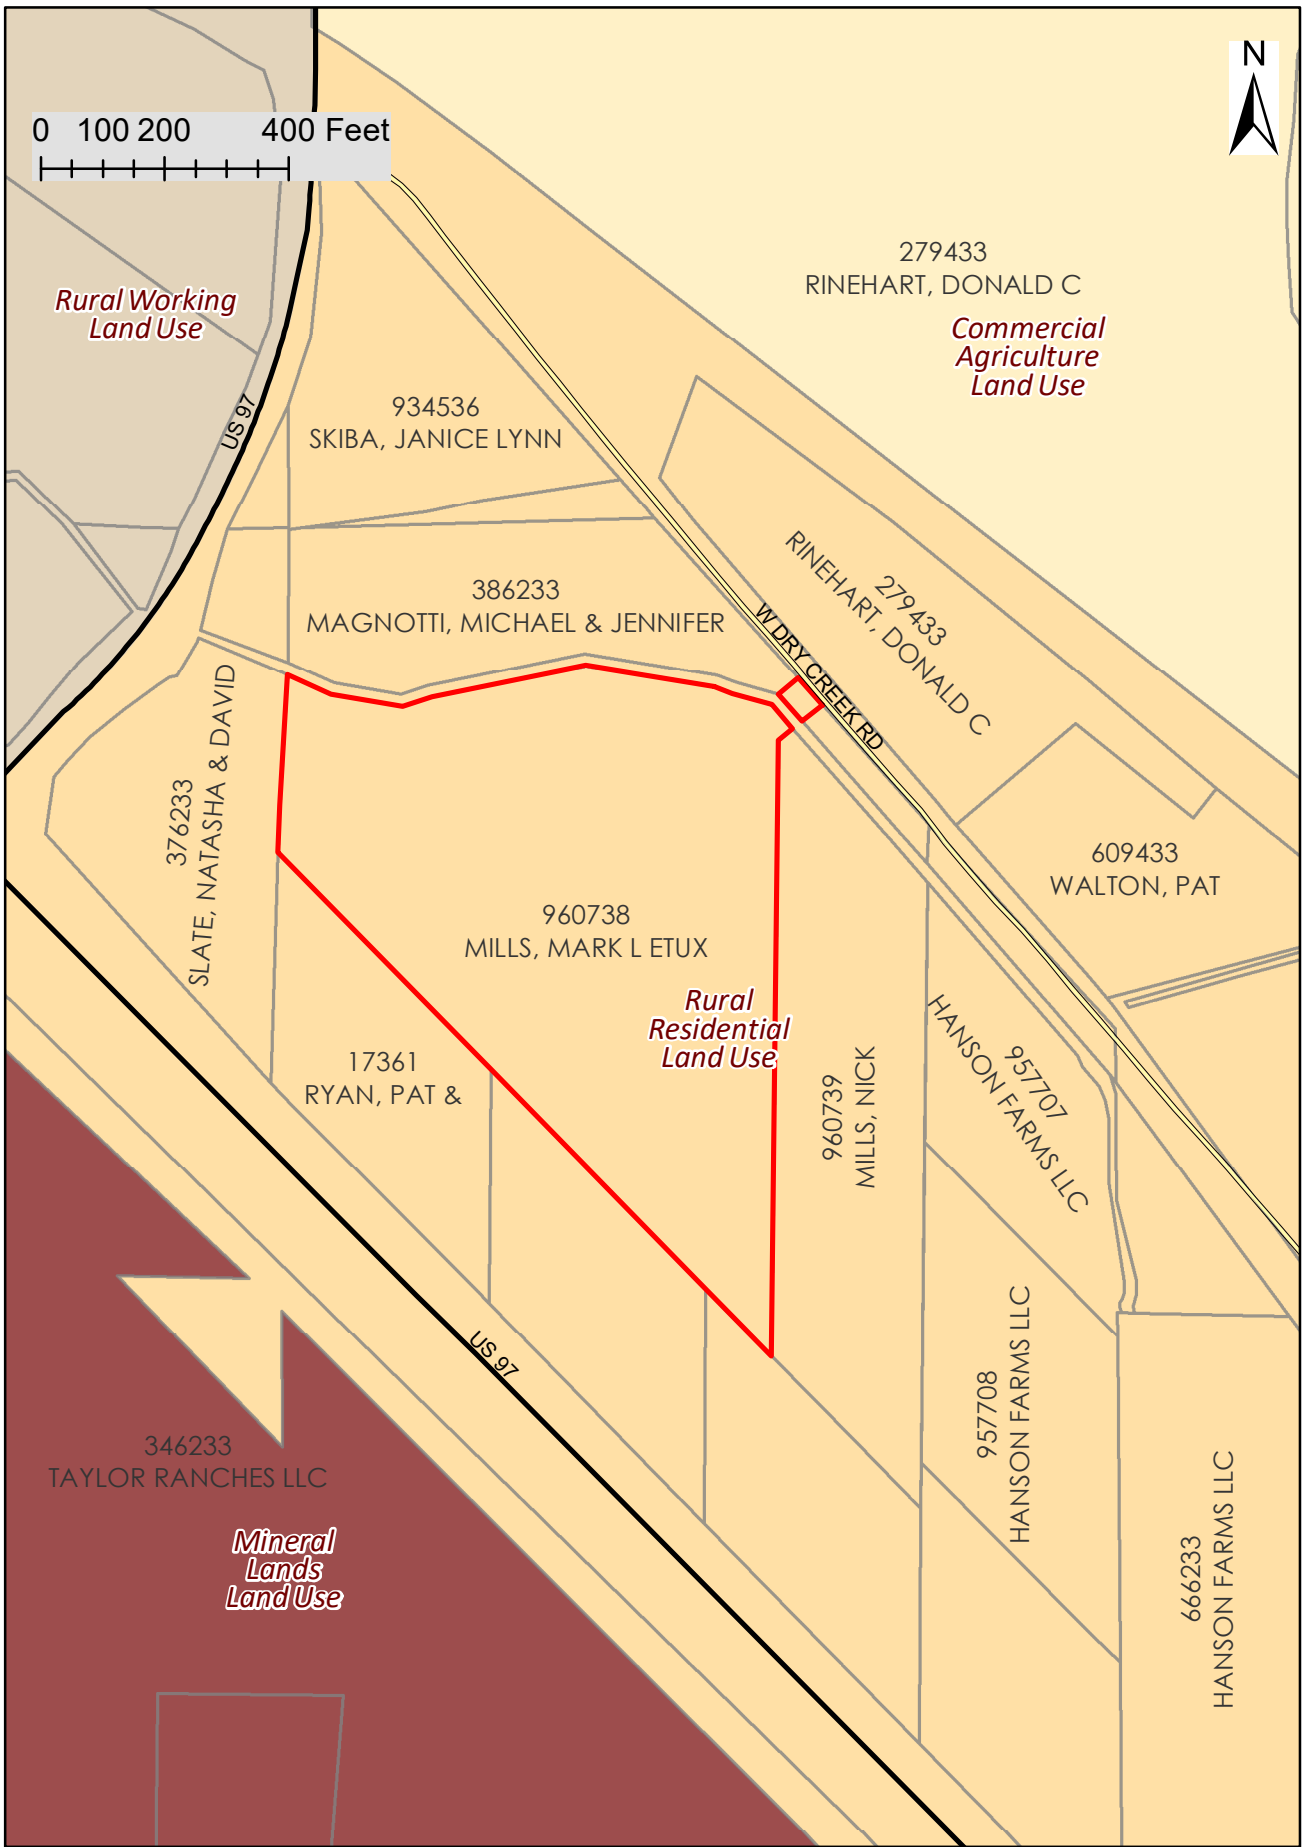 N
0 100 200 400 Feet
279433
RINEHART, DONALD C
Rural Working
Land Use
Commercial
Agriculture
Land Use
US 97
934536
SKIBA, JANICE LYNN
279433
RINEHART, DONALD C
386233
MAGNOTTI, MICHAEL & JENNIFER
W DRY CREEK RD
376233
SLATE, NATASHA & DAVID
609433
WALTON, PAT
960738
MILLS, MARK L ETUX
Rural
Residential
Land Use
17361
RYAN, PAT &
960739
MILLS, NICK
957707
HANSON FARMS LLC
US 97
957708
HANSON FARMS LLC
346233
TAYLOR RANCHES LLC
Mineral
Lands
Land Use
666233
HANSON FARMS LLC